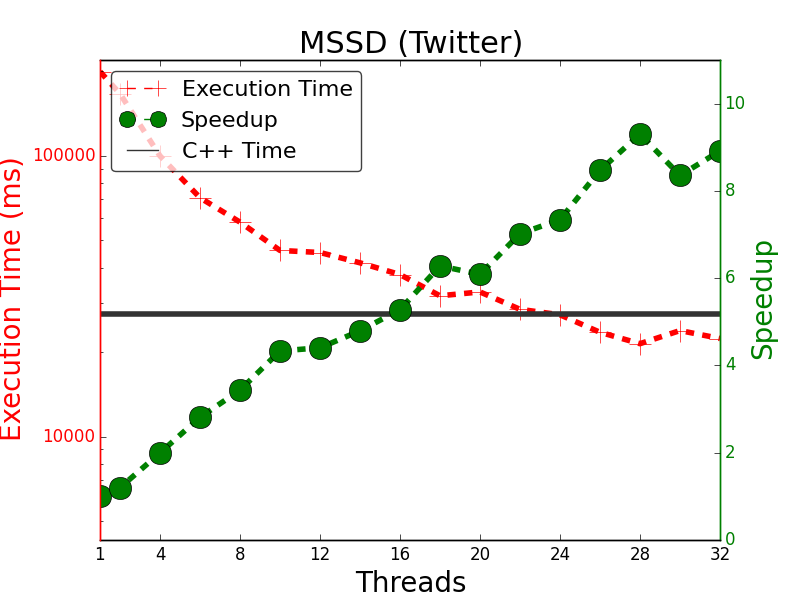 MSSD (Twitter)
Execution Time
Speedup
C++ Time
Execution Time (ms)
100000
10000
10
8
6
4
2
0
Speedup
1 4 8 12 16 20 24 28 32
Threads